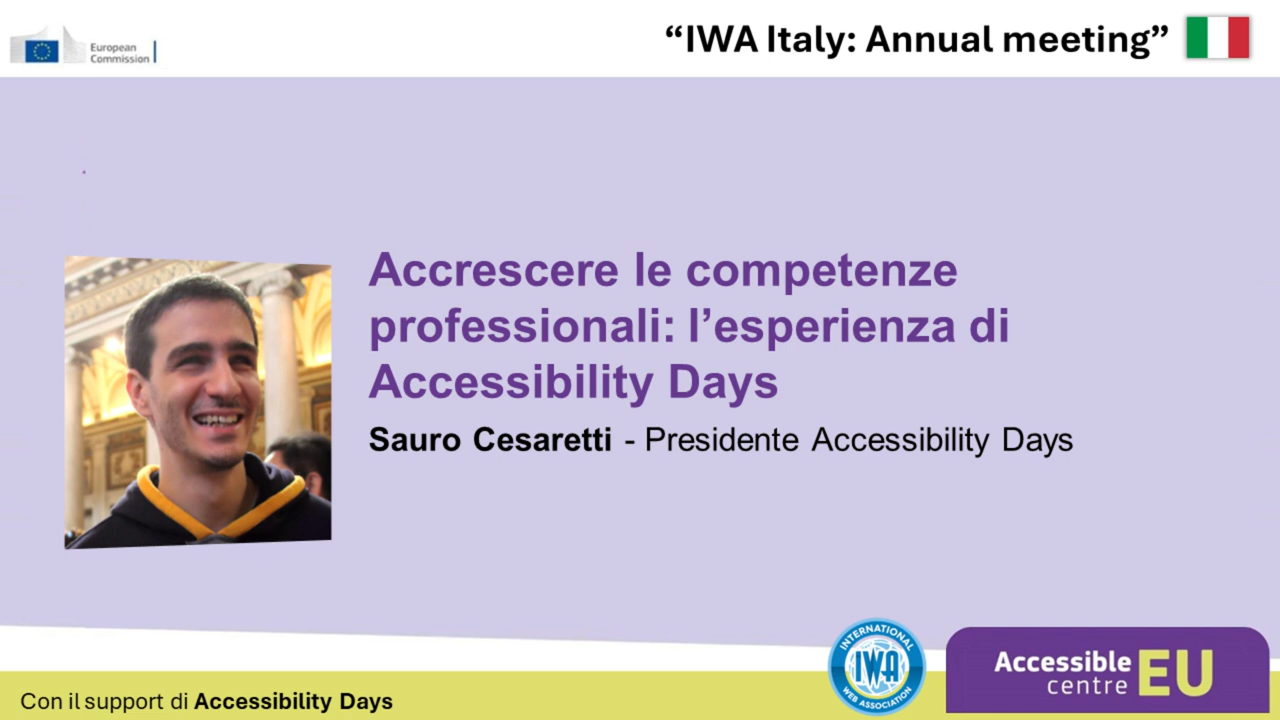 European
Commission
“IWA Italy: Annual meeting”
Accrescere le competenze
professionali: l’esperienza di
Accessibility Days
Sauro Cesaretti - Presidente Accessibility Days
INTERNATIONAL
IWA
WEB ASSOCIATION
Accessible
centre EU
Con il support di Accessibility Days